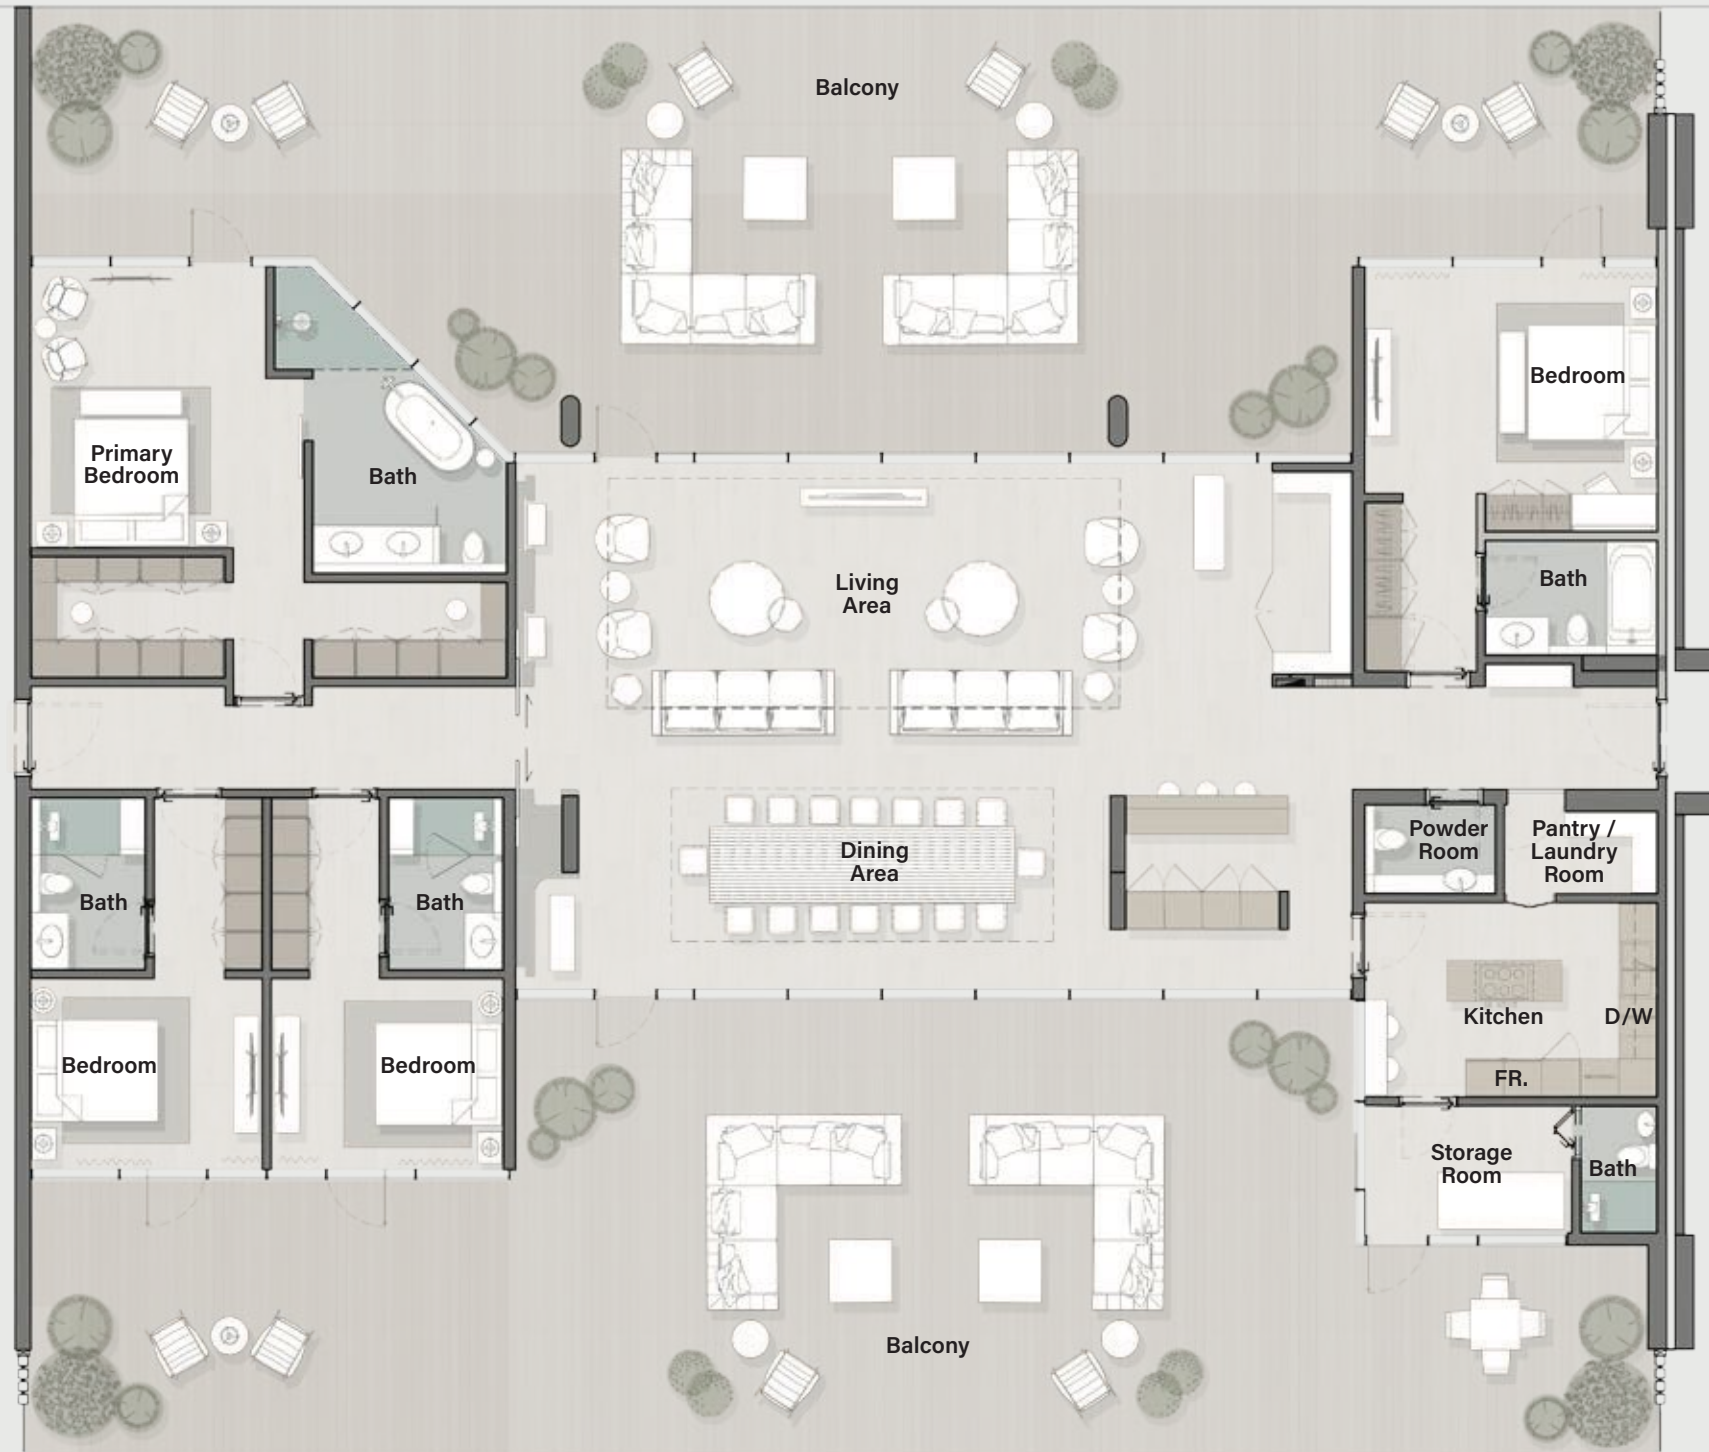 Balcony
Bedroom
Primary
Bedroom
Bath
Living
Area
Bath
Powder
Room
Pantry /
Laundry
Room
Dining
Area
Bath
Bath
Kitchen
D/W
Bedroom
Bedroom
FR.
Storage
Room
Bath
Balcony